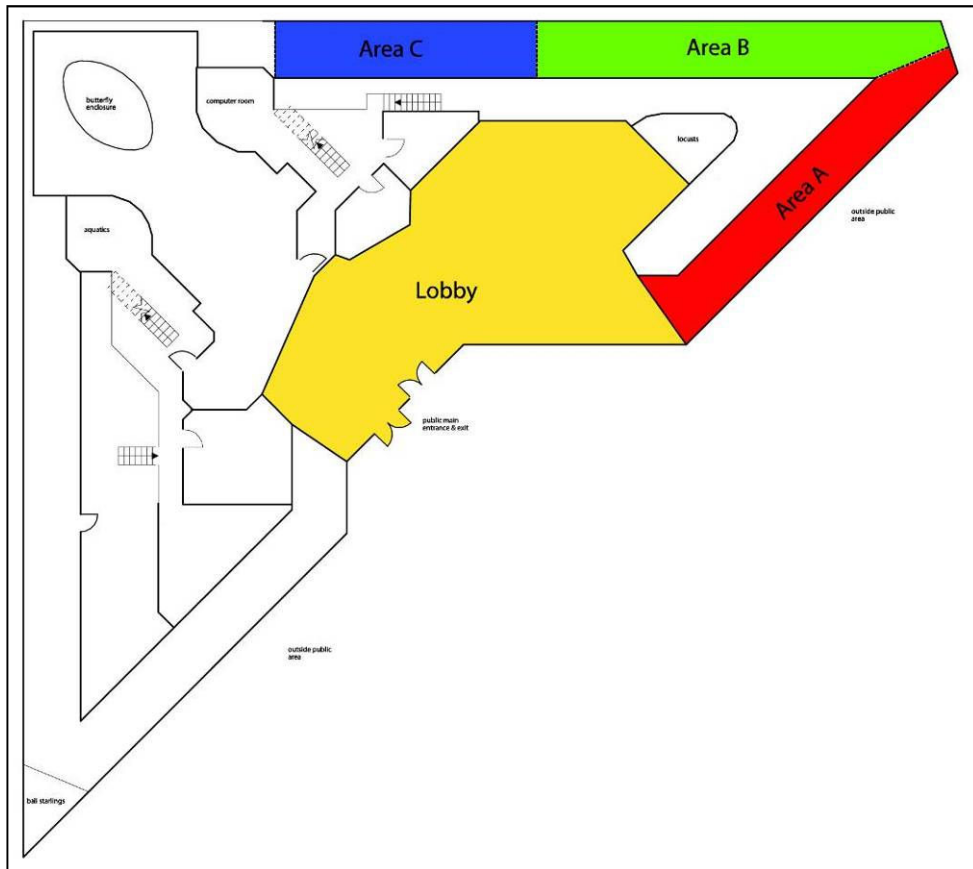 Area C
Area B
butterfly
enclosure
computer room
locusts
Area A
outside public
area
aquatics
Lobby
public main
entrance & exit
outside public
area
bali starlings